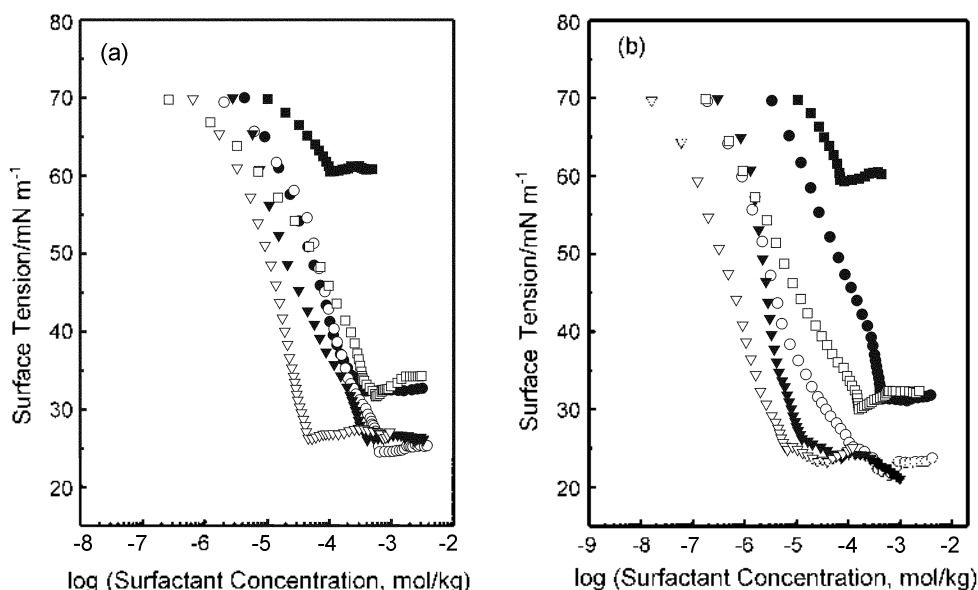 (a)
80
70
60
50
40
30
20
Surface Tension/mN m⁻¹
-8 -7 -6 -5 -4 -3 -2
log (Surfactant Concentration, mol/kg)
(b)
80
70
60
50
40
30
20
Surface Tension/mN m⁻¹
-9 -8 -7 -6 -5 -4 -3 -2
log (Surfactant Concentration, mol/kg)